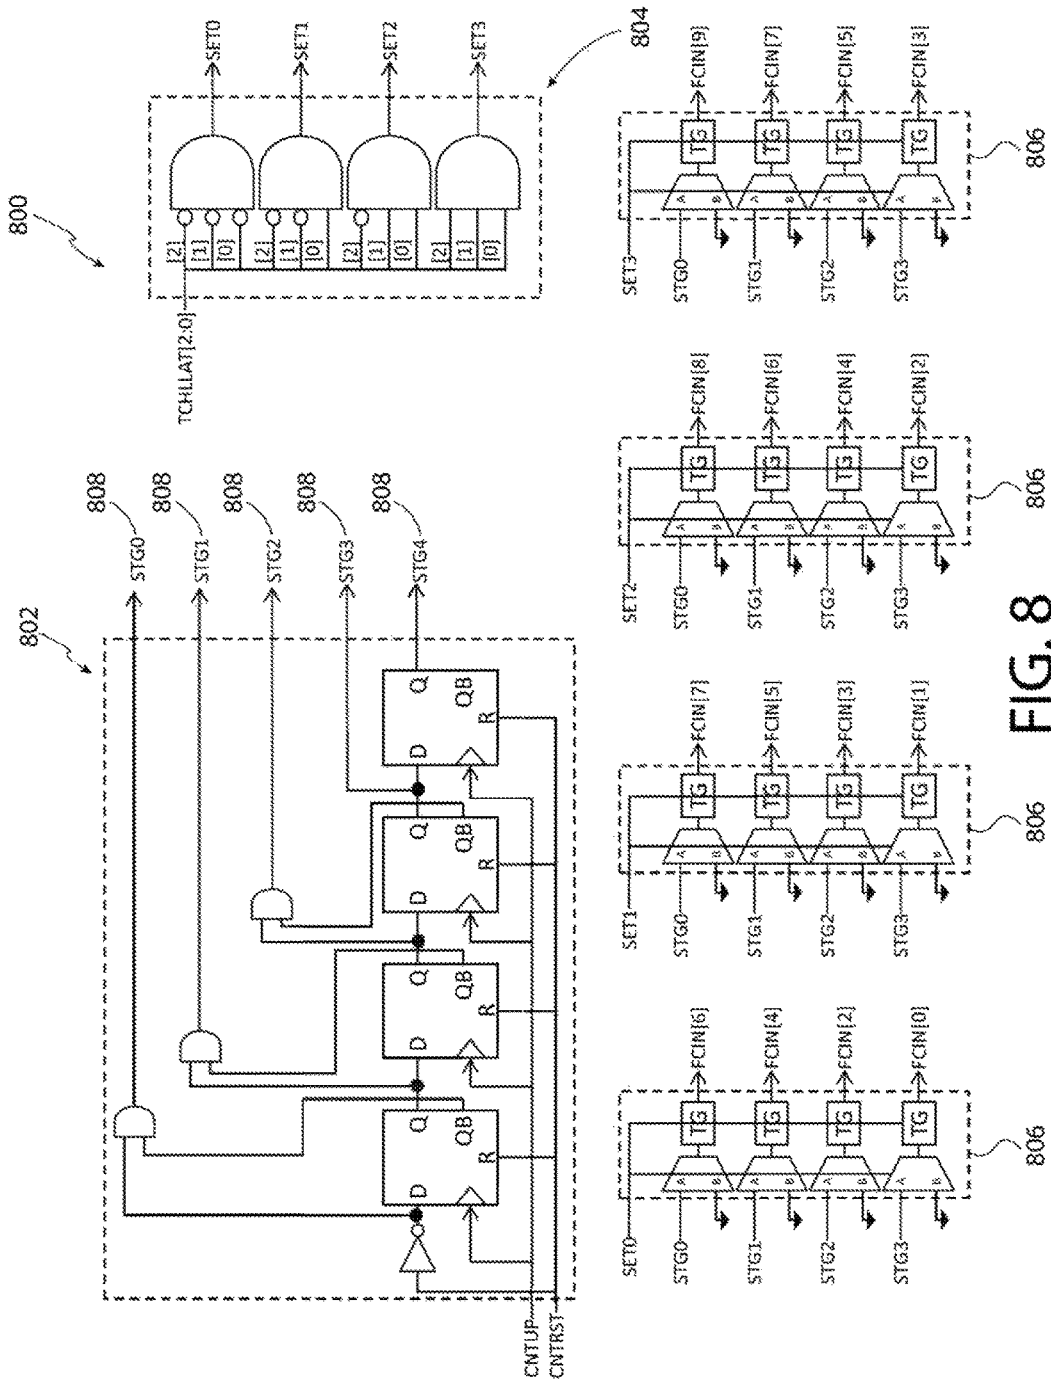 800
TCHLLAT[2:0]
[2]
[1]
[0]
[2]
[1]
[0]
[2]
[1]
[0]
[2]
[1]
[0]
SET0
SET1
SET2
SET3
804
802
STG0
808
STG1
808
STG2
808
STG3
808
STG4
808
D
Q
QB
R
D
Q
QB
R
D
Q
QB
R
D
Q
QB
R
CNTUP
CNTRST
SET0
STG0
A
B
TG
FCIN[6]
STG1
A
B
TG
FCIN[4]
STG2
A
B
TG
FCIN[2]
STG3
A
B
TG
FCIN[0]
806
SET1
STG0
A
B
TG
FCIN[7]
STG1
A
B
TG
FCIN[5]
STG2
A
B
TG
FCIN[3]
STG3
A
B
TG
FCIN[1]
806
SET2
STG0
A
B
TG
FCIN[8]
STG1
A
B
TG
FCIN[6]
STG2
A
B
TG
FCIN[4]
STG3
A
B
TG
FCIN[2]
806
SET3
STG0
A
B
TG
FCIN[9]
STG1
A
B
TG
FCIN[7]
STG2
A
B
TG
FCIN[5]
STG3
A
B
TG
FCIN[3]
806
FIG. 8